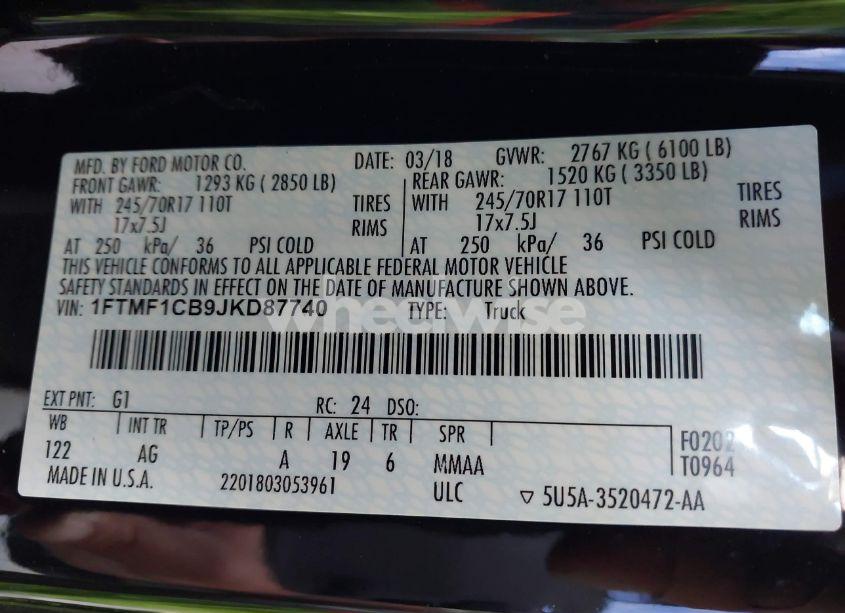 MFD. BY FORD MOTOR CO. DATE: 03/18 GVWR: 2767 KG ( 6100 LB)
FRONT GAWR: 1293 KG ( 2850 LB) REAR GAWR: 1520 KG ( 3350 LB)
WITH 245/70R17 110T TIRES WITH 245/70R17 110T TIRES
17x7.5J RIMS 17x7.5J RIMS
AT 250 kPa/ 36 PSI COLD AT 250 kPa/ 36 PSI COLD
THIS VEHICLE CONFORMS TO ALL APPLICABLE FEDERAL MOTOR VEHICLE
SAFETY STANDARDS IN EFFECT ON THE DATE OF MANUFACTURE SHOWN ABOVE.
VIN: 1FTMF1CB9JKD87740 TYPE: Truck
wheelwise
EXT PNT: G1 RC: 24 DSO:
WB INT TR TP/PS R AXLE TR SPR F0202
122 AG A 19 6 MMAA T0964
MADE IN U.S.A. 2201803053961 ULC ▽ 5U5A-3520472-AA